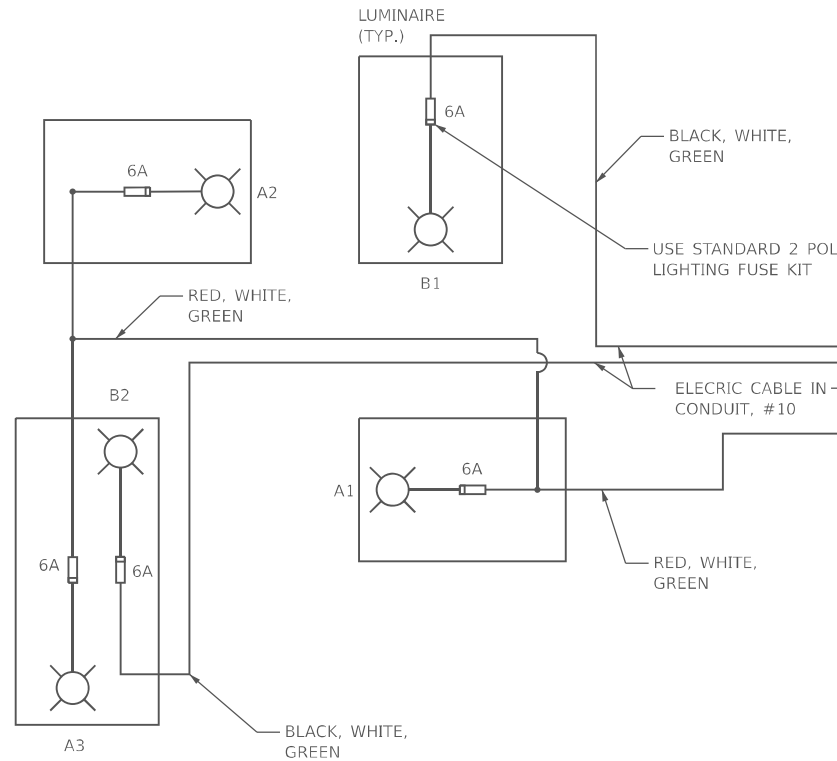 LUMINAIRE
(TYP.)
6A
BLACK, WHITE,
GREEN
6A
A2
USE STANDARD 2 POL
LIGHTING FUSE KIT
B1
RED, WHITE,
GREEN
ELECRIC CABLE IN
CONDUIT, #10
B2
6A
A1
6A
6A
RED, WHITE,
GREEN
BLACK, WHITE,
GREEN
A3